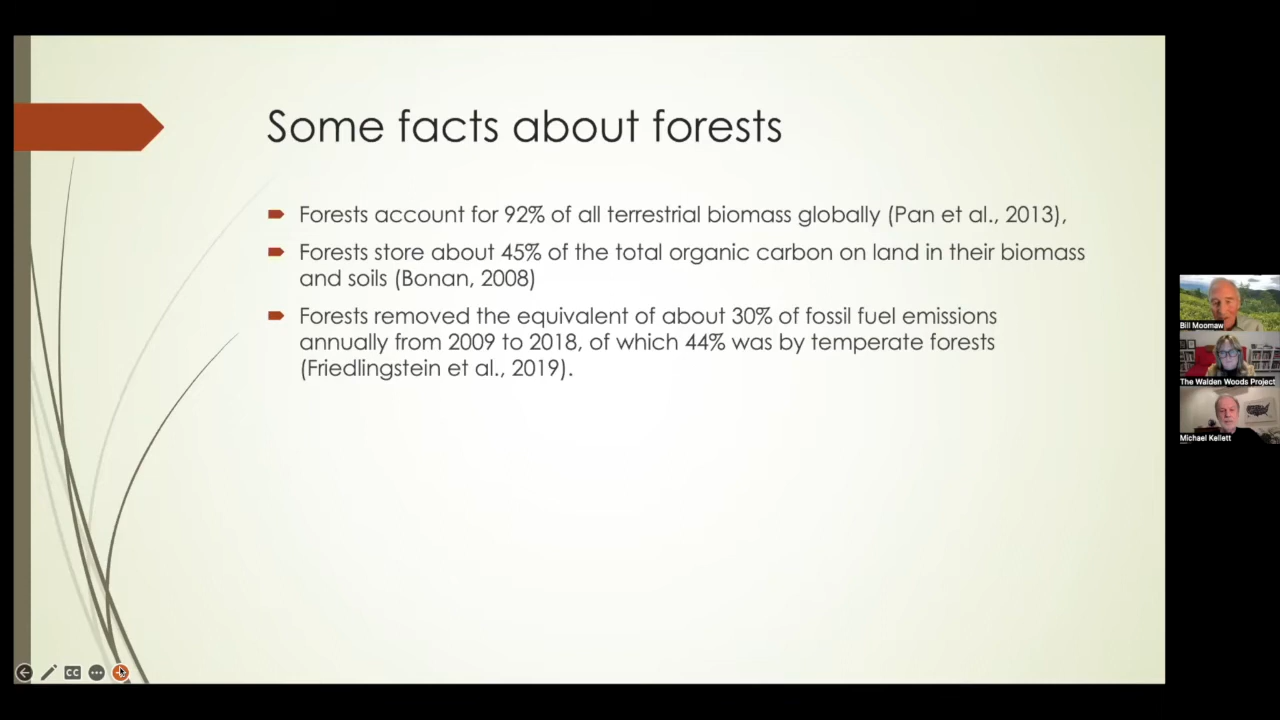 Some facts about forests
Forests account for 92% of all terrestrial biomass globally (Pan et al., 2013),
Forests store about 45% of the total organic carbon on land in their biomass
and soils (Bonan, 2008)
Forests removed the equivalent of about 30% of fossil fuel emissions
annually from 2009 to 2018, of which 44% was by temperate forests
(Friedlingstein et al., 2019).
Bill Moomaw
The Walden Woods Project
Michael Kellett
CC